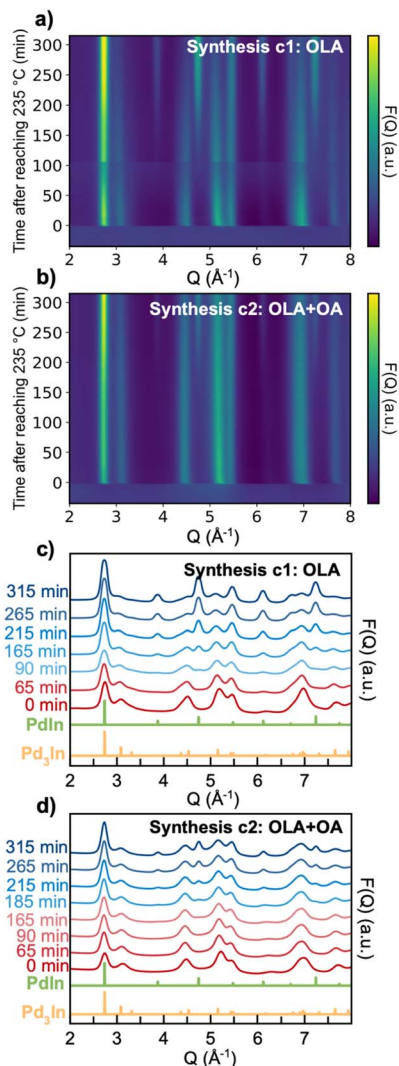 a)
Synthesis c1: OLA
Time after reaching 235 °C (min)
300
250
200
150
100
50
0
2 3 4 5 6 7 8
Q (Å⁻¹)
F(Q) (a.u.)
b)
Synthesis c2: OLA+OA
Time after reaching 235 °C (min)
300
250
200
150
100
50
0
2 3 4 5 6 7 8
Q (Å⁻¹)
F(Q) (a.u.)
c)
Synthesis c1: OLA
315 min
265 min
215 min
165 min
90 min
65 min
0 min
PdIn
Pd₃In
F(Q) (a.u.)
2 3 4 5 6 7
Q (Å⁻¹)
d)
Synthesis c2: OLA+OA
315 min
265 min
215 min
185 min
165 min
90 min
65 min
0 min
PdIn
Pd₃In
F(Q) (a.u.)
2 3 4 5 6 7
Q (Å⁻¹)